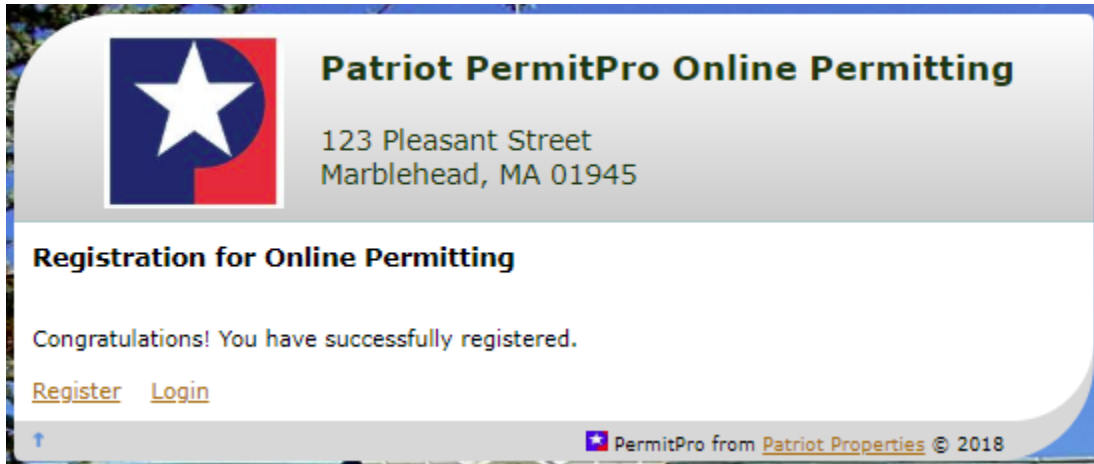 Patriot PermitPro Online Permitting
123 Pleasant Street
Marblehead, MA 01945
Registration for Online Permitting
Congratulations! You have successfully registered.
Register Login
↑ PermitPro from Patriot Properties © 2018